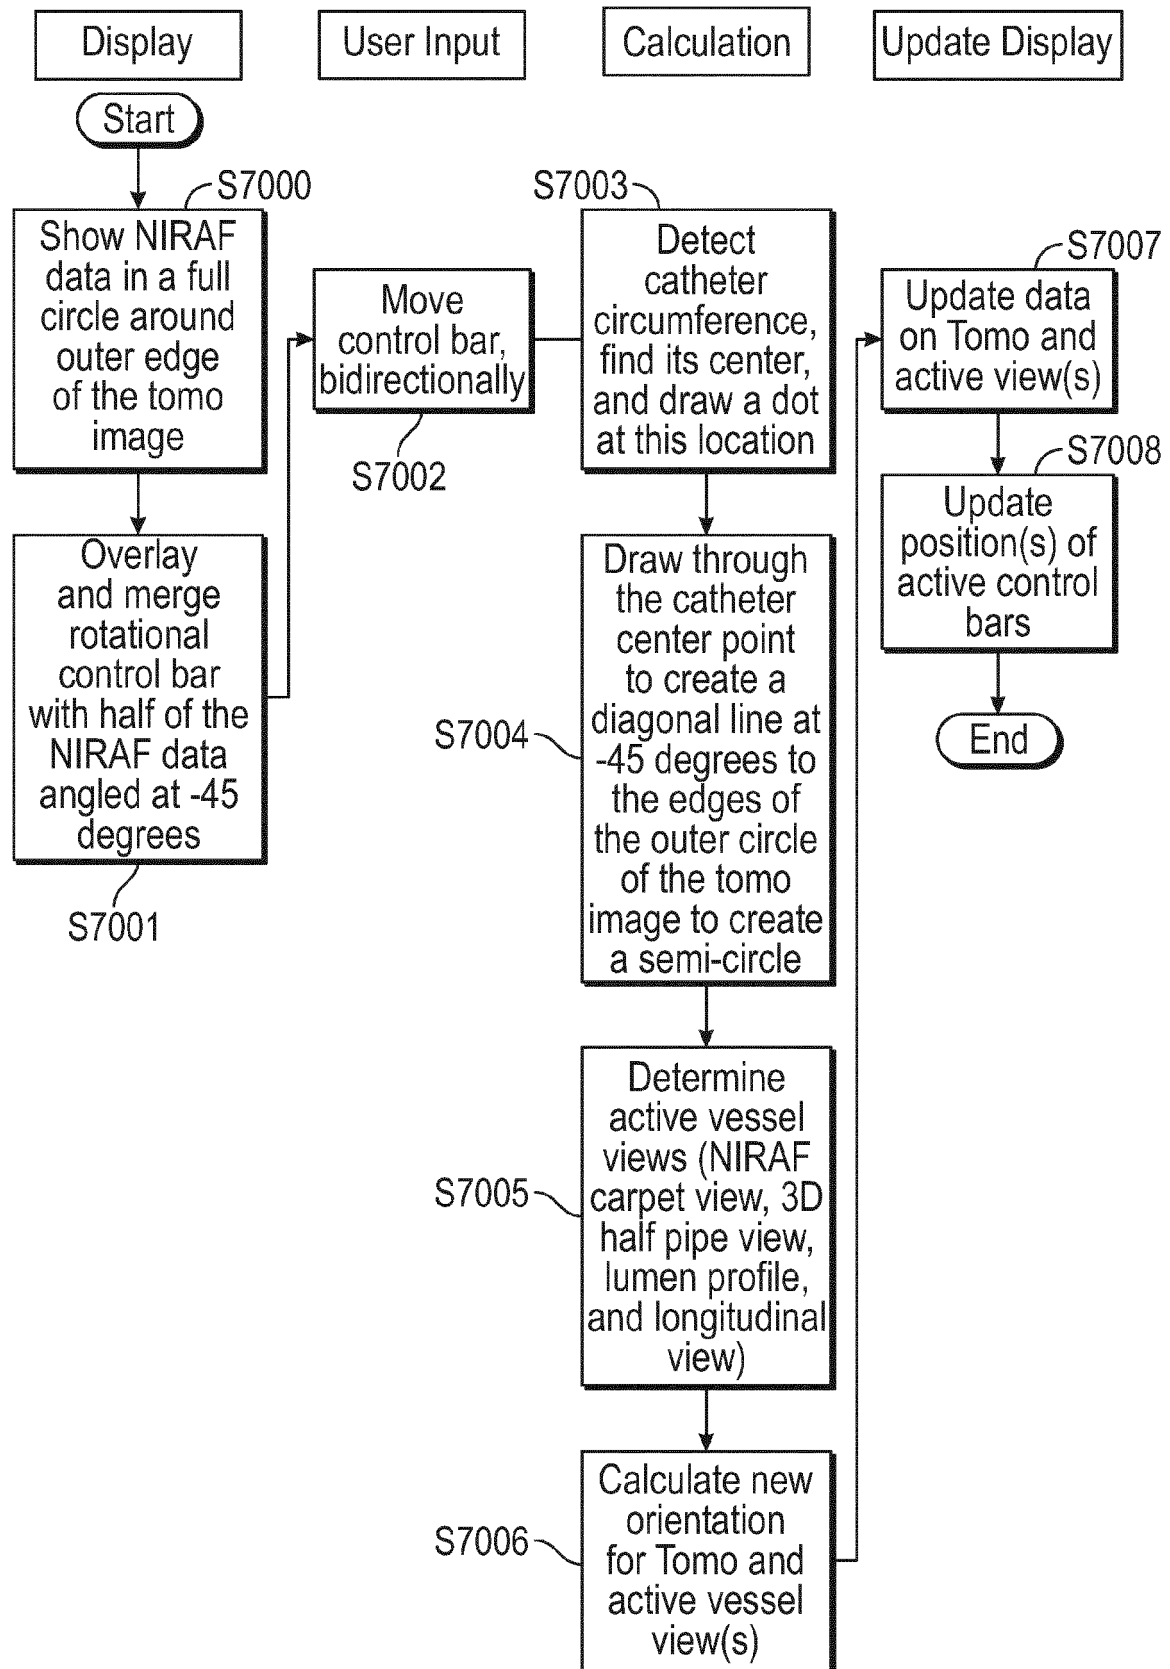 Display
User Input
Calculation
Update Display
Start
S7000
Show NIRAF
data in a full
circle around
outer edge
of the tomo
image
Overlay
and merge
rotational
control bar
with half of the
NIRAF data
angled at -45
degrees
S7001
Move
control bar,
bidirectionally
S7002
S7003
Detect
catheter
circumference,
find its center,
and draw a dot
at this location
Draw through
the catheter
center point
to create a
diagonal line at
-45 degrees to
the edges of
the outer circle
of the tomo
image to create
a semi-circle
S7004
Determine
active vessel
views (NIRAF
carpet view, 3D
half pipe view,
lumen profile,
and longitudinal
view)
S7005
Calculate new
orientation
for Tomo and
active vessel
view(s)
S7006
S7007
Update data
on Tomo and
active view(s)
S7008
Update
position(s) of
active control
bars
End